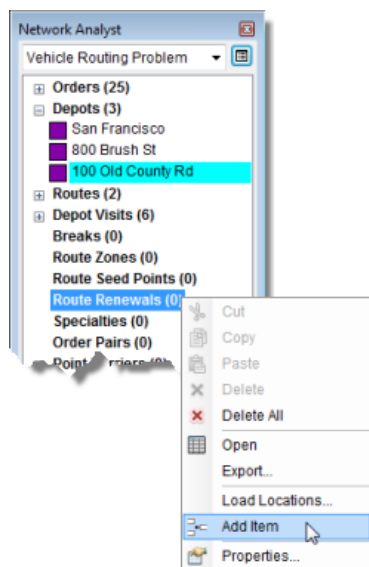 Network Analyst
Vehicle Routing Problem
Orders (25)
Depots (3)
San Francisco
800 Brush St
100 Old County Rd
Routes (2)
Depot Visits (6)
Breaks (0)
Route Zones (0)
Route Seed Points (0)
Route Renewals (0)
Specialties (0)
Order Pairs (0)
Cut
Copy
Paste
Delete
Delete All
Open
Export...
Load Locations...
Add Item
Properties...